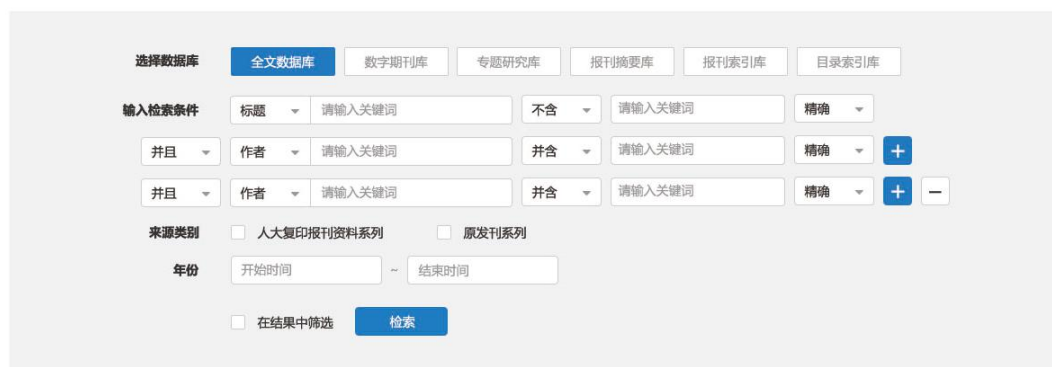 选择数据库 全文数据库 数字期刊库 专题研究库 报刊摘要库 报刊索引库 目录索引库
输入检索条件 标题 请输入关键词 不含 请输入关键词 精确
并且 作者 请输入关键词 并含 请输入关键词 精确 +
并且 作者 请输入关键词 并含 请输入关键词 精确 + −
来源类别 人大复印报刊资料系列 原发刊系列
年份 开始时间 ~ 结束时间
在结果中筛选 检索